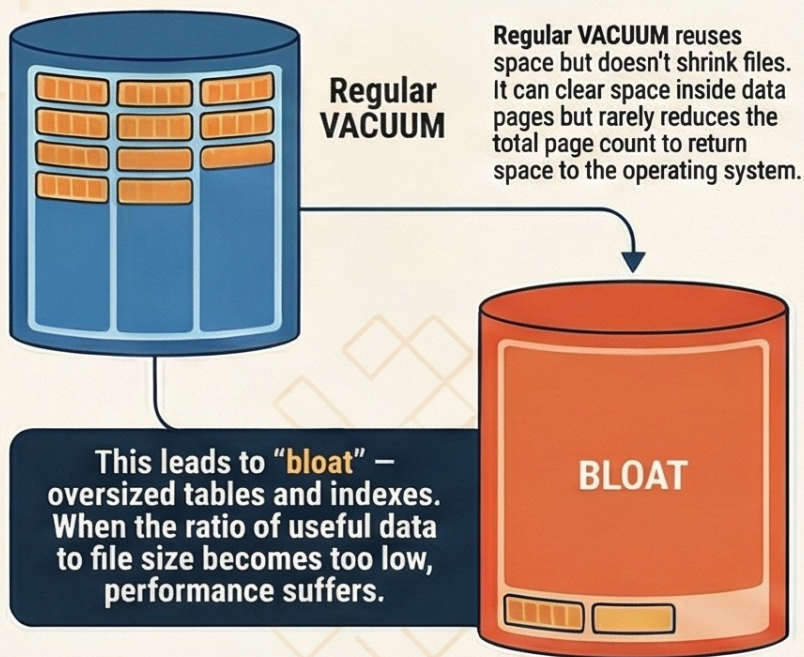 Regular
VACUUM
Regular VACUUM reuses
space but doesn't shrink files.
It can clear space inside data
pages but rarely reduces the
total page count to return
space to the operating system.
This leads to “bloat” –
oversized tables and indexes.
When the ratio of useful data
to file size becomes too low,
performance suffers.
BLOAT